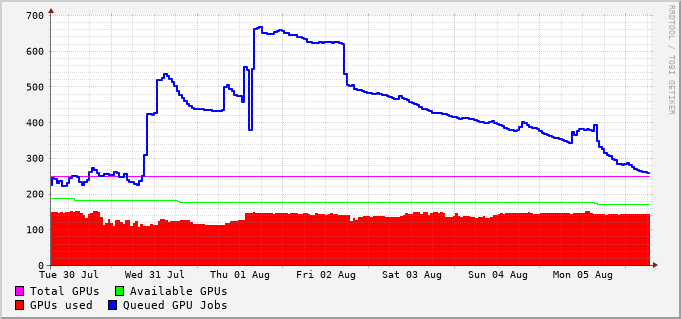 700
600
500
400
300
200
100
0
Tue 30 Jul Wed 31 Jul Thu 01 Aug Fri 02 Aug Sat 03 Aug Sun 04 Aug Mon 05 Aug
Total GPUs Available GPUs
GPUs used Queued GPU Jobs
RRDTOOL / TOBI OETIKER